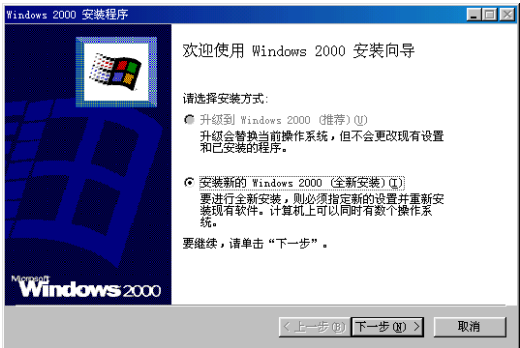 Windows 2000 安装程序
欢迎使用 Windows 2000 安装向导
请选择安装方式:
升级到 Windows 2000 (推荐)(U)
升级会替换当前操作系统，但不会更改现有设置
和已安装的程序。
安装新的 Windows 2000 (全新安装)(I)
要进行全新安装，则必须指定新的设置并重新安
装现有软件。计算机上可以同时有数个操作系
统。
要继续，请单击“下一步”。
Microsoft
Windows 2000
< 上一步(B) 下一步(N) > 取消